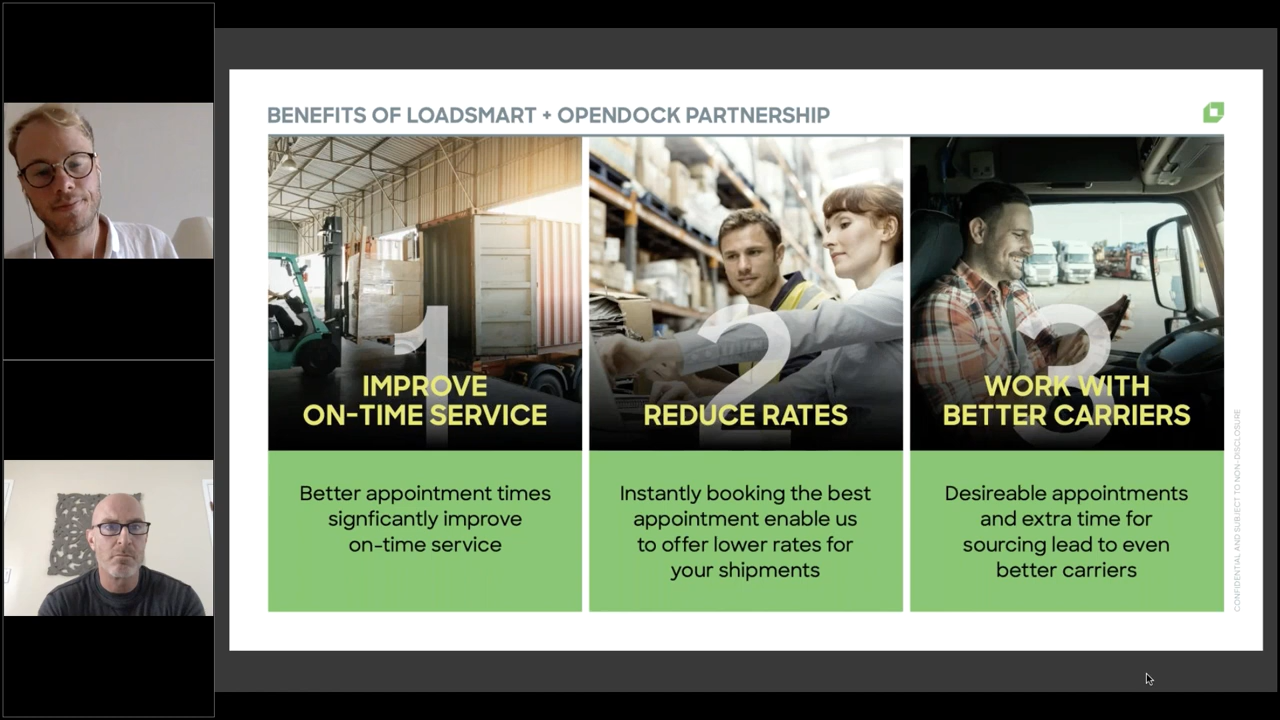 BENEFITS OF LOADSMART + OPENDOCK PARTNERSHIP
1
IMPROVE
ON-TIME SERVICE
Better appointment times
signficantly improve
on-time service
2
REDUCE RATES
Instantly booking the best
appointment enable us
to offer lower rates for
your shipments
3
WORK WITH
BETTER CARRIERS
Desireable appointments
and extra time for
sourcing lead to even
better carriers
CONFIDENTIAL AND SUBJECT TO NON-DISCLOSURE